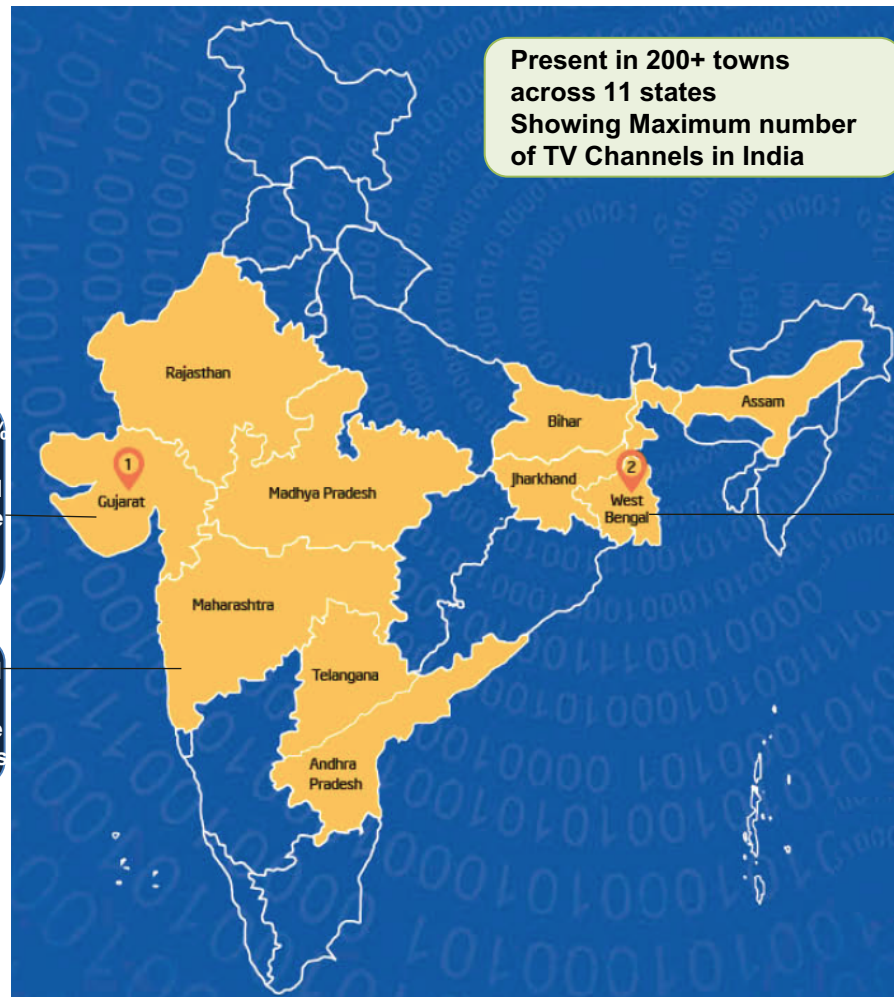 Present in 200+ towns
across 11 states
Showing Maximum number
of TV Channels in India
Rajasthan
Bihar
Assam
1
Gujarat
Madhya Pradesh
Jharkhand
2
West
Bengal
Maharashtra
Telangana
Andhra
Pradesh
%